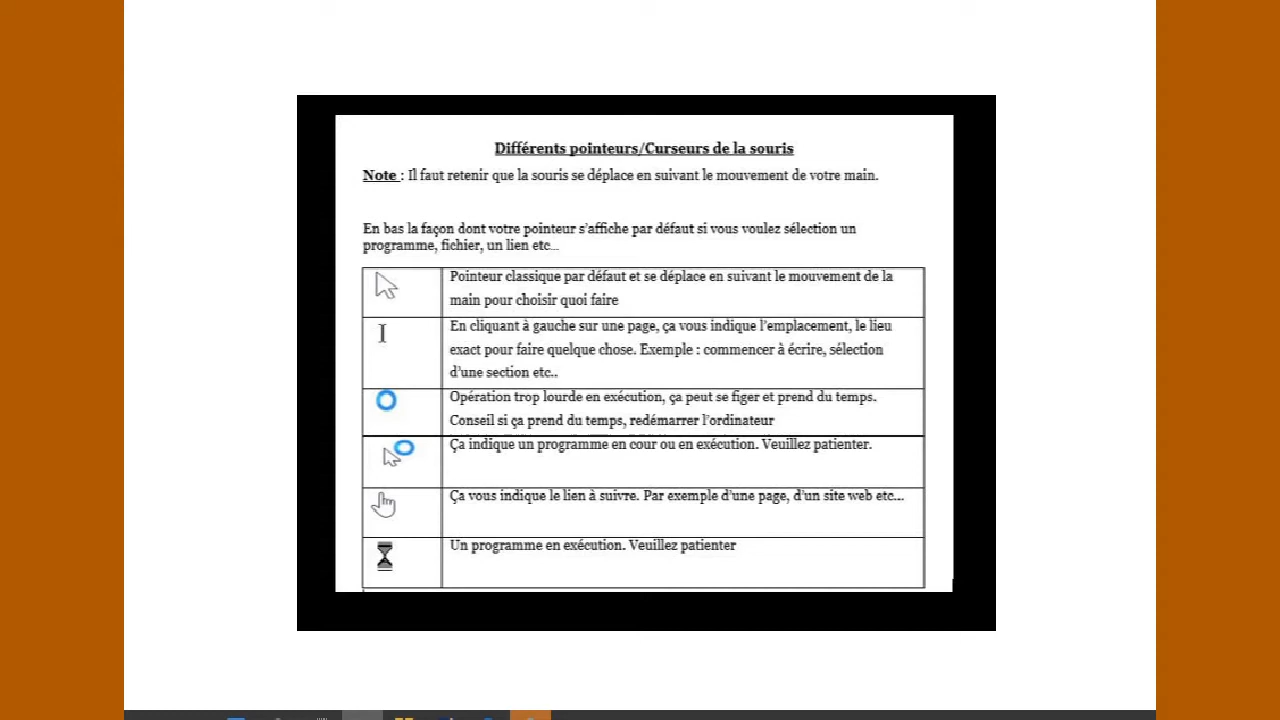 Différents pointeurs/Curseurs de la souris
Note : Il faut retenir que la souris se déplace en suivant le mouvement de votre main.
En bas la façon dont votre pointeur s'affiche par défaut si vous voulez sélection un
programme, fichier, un lien etc...
Pointeur classique par défaut et se déplace en suivant le mouvement de la
main pour choisir quoi faire
En cliquant à gauche sur une page, ça vous indique l'emplacement, le lieu
exact pour faire quelque chose. Exemple : commencer à écrire, sélection
d'une section etc..
Opération trop lourde en exécution, ça peut se figer et prend du temps.
Conseil si ça prend du temps, redémarrer l'ordinateur
Ça indique un programme en cour ou en exécution. Veuillez patienter.
Ça vous indique le lien à suivre. Par exemple d'une page, d'un site web etc...
Un programme en exécution. Veuillez patienter